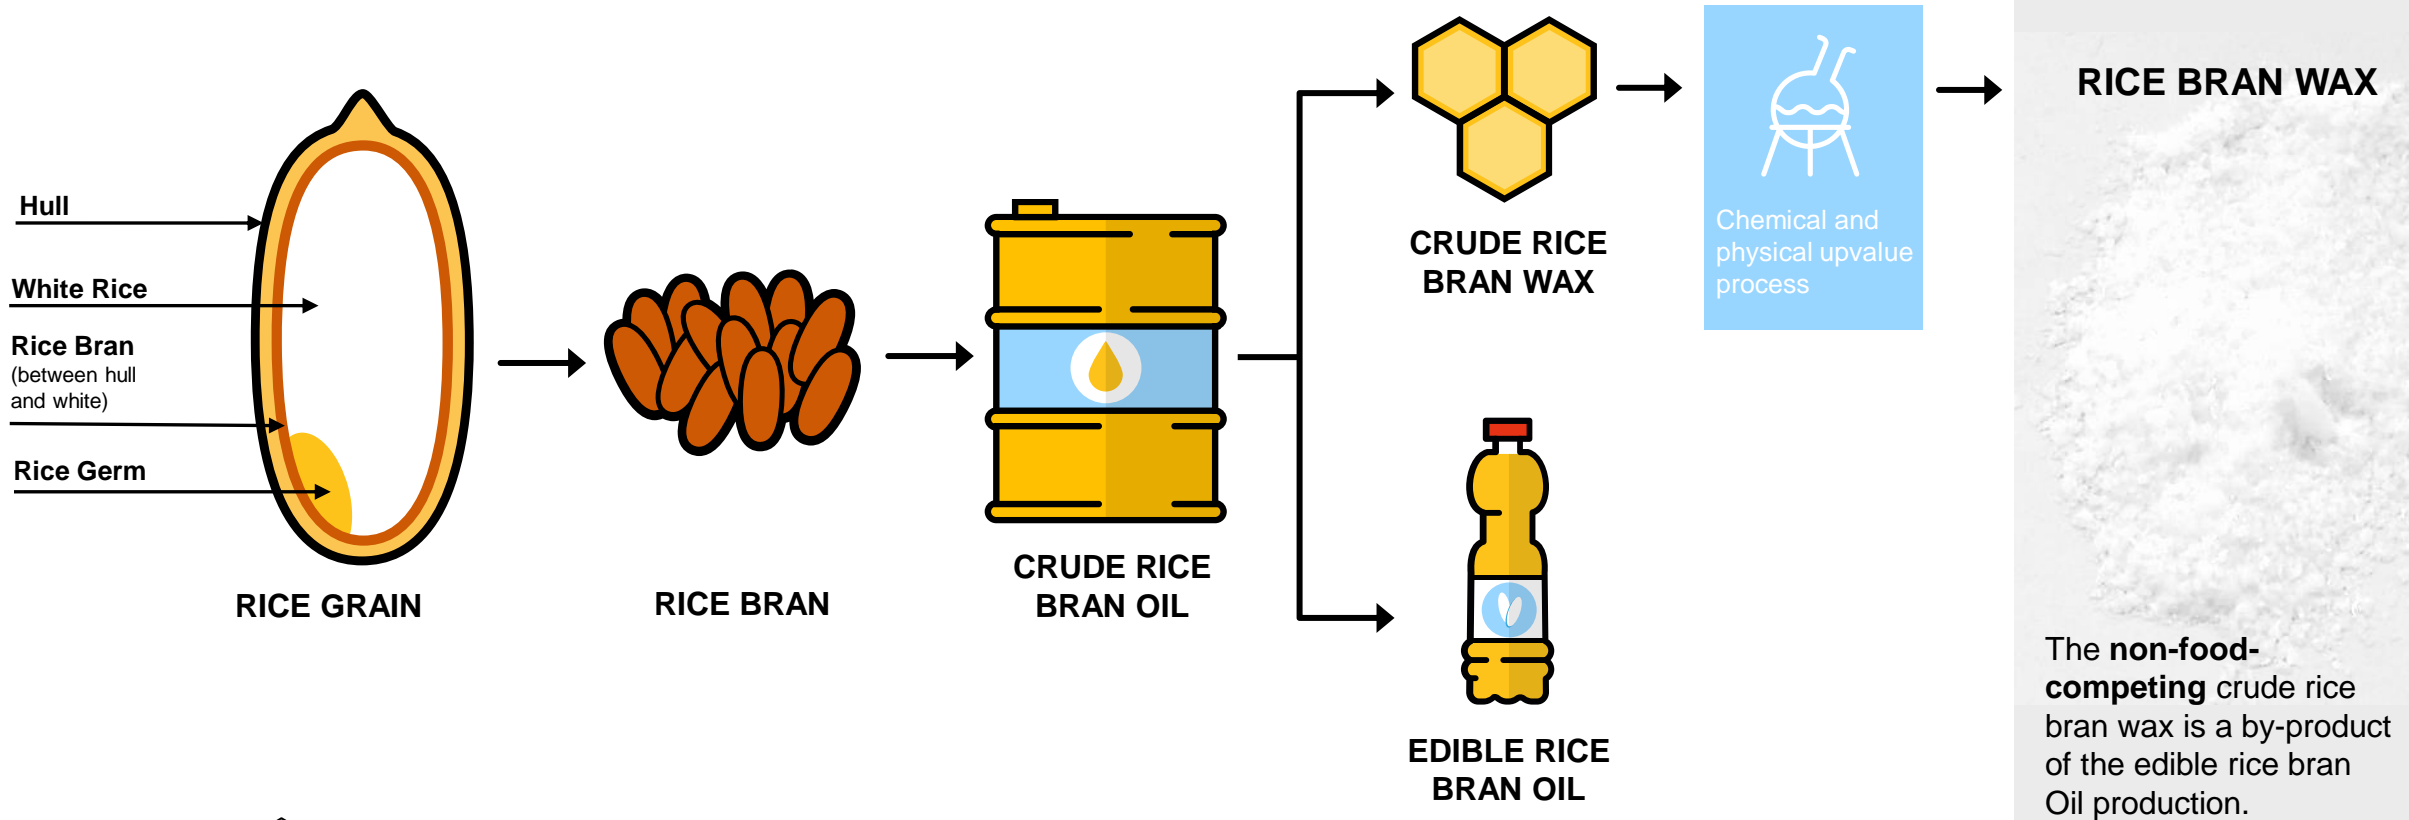 Hull
White Rice
Rice Bran
(between hull
and white)
Rice Germ
RICE GRAIN
RICE BRAN
CRUDE RICE
BRAN OIL
CRUDE RICE
BRAN WAX
EDIBLE RICE
BRAN OIL
Chemical and
physical upvalue
process
RICE BRAN WAX
The non-food-
competing crude rice
bran wax is a by-product
of the edible rice bran
Oil production.